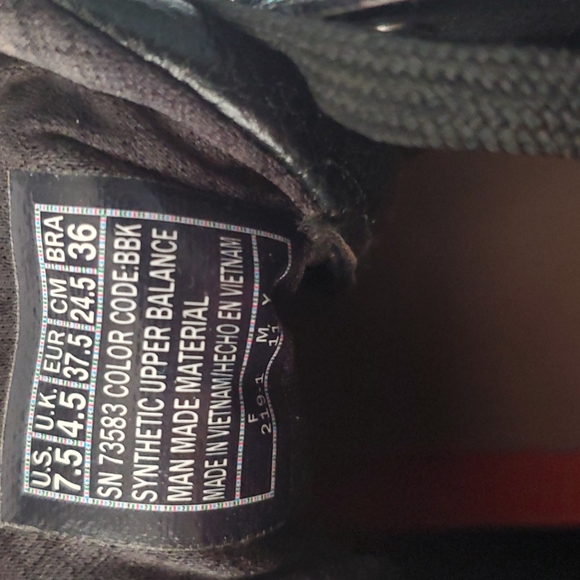 U.S. U.K. EUR CM BRA
7.5 4.5 37.5 24.5 36
SN 73583 COLOR CODE:BBK
SYNTHETIC UPPER BALANCE
MAN MADE MATERIAL
MADE IN VIETNAM/HECHO EN VIETNAM
F M Y
219.1 11